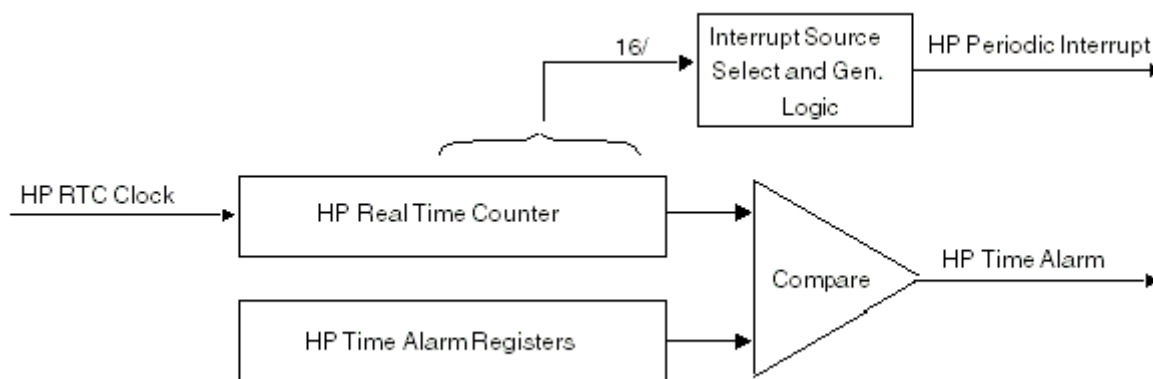 16/
Interrupt Source
Select and Gen.
Logic
HP Periodic Interrupt
HP RTC Clock
HP Real Time Counter
Compare
HP Time Alarm
HP Time Alarm Registers